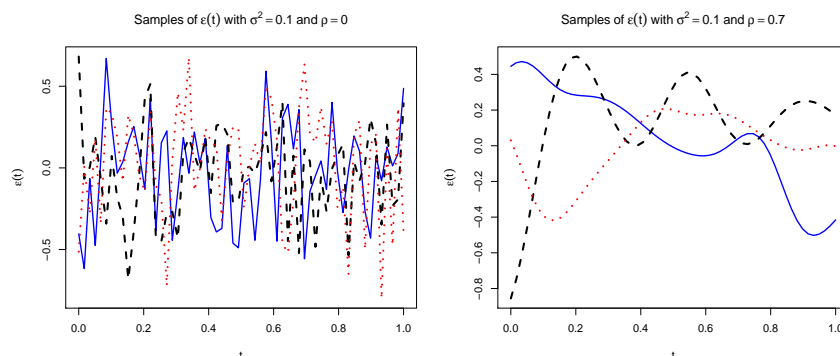 Samples of ε(t) with σ² = 0.1 and ρ = 0
ε(t)
0.5
0.0
−0.5
0.0 0.2 0.4 0.6 0.8 1.0
Samples of ε(t) with σ² = 0.1 and ρ = 0.7
ε(t)
0.4
0.2
0.0
−0.2
−0.4
−0.6
−0.8
0.0 0.2 0.4 0.6 0.8 1.0